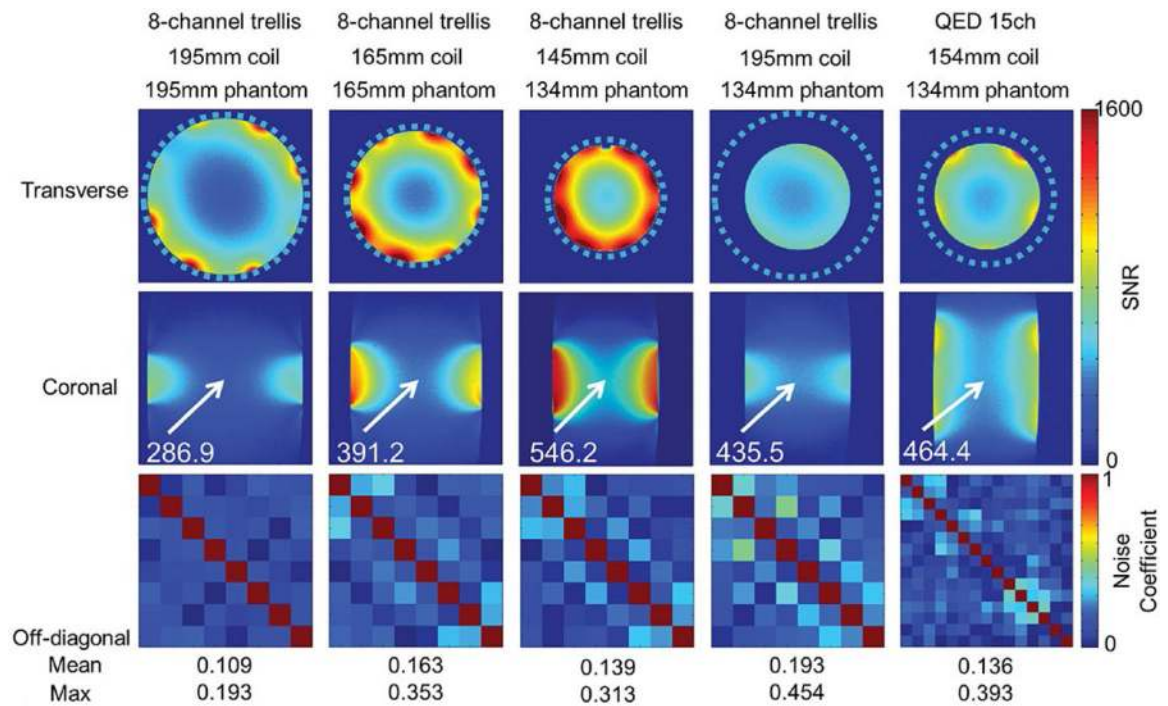 8-channel trellis 8-channel trellis 8-channel trellis 8-channel trellis QED 15ch
195mm coil 165mm coil 145mm coil 195mm coil 154mm coil
195mm phantom 165mm phantom 134mm phantom 134mm phantom 134mm phantom
1600
Transverse
SNR
Coronal
286.9 391.2 546.2 435.5 464.4
0
1
Noise
Coefficient
Off-diagonal
0
Mean 0.109 0.163 0.139 0.193 0.136
Max 0.193 0.353 0.313 0.454 0.393